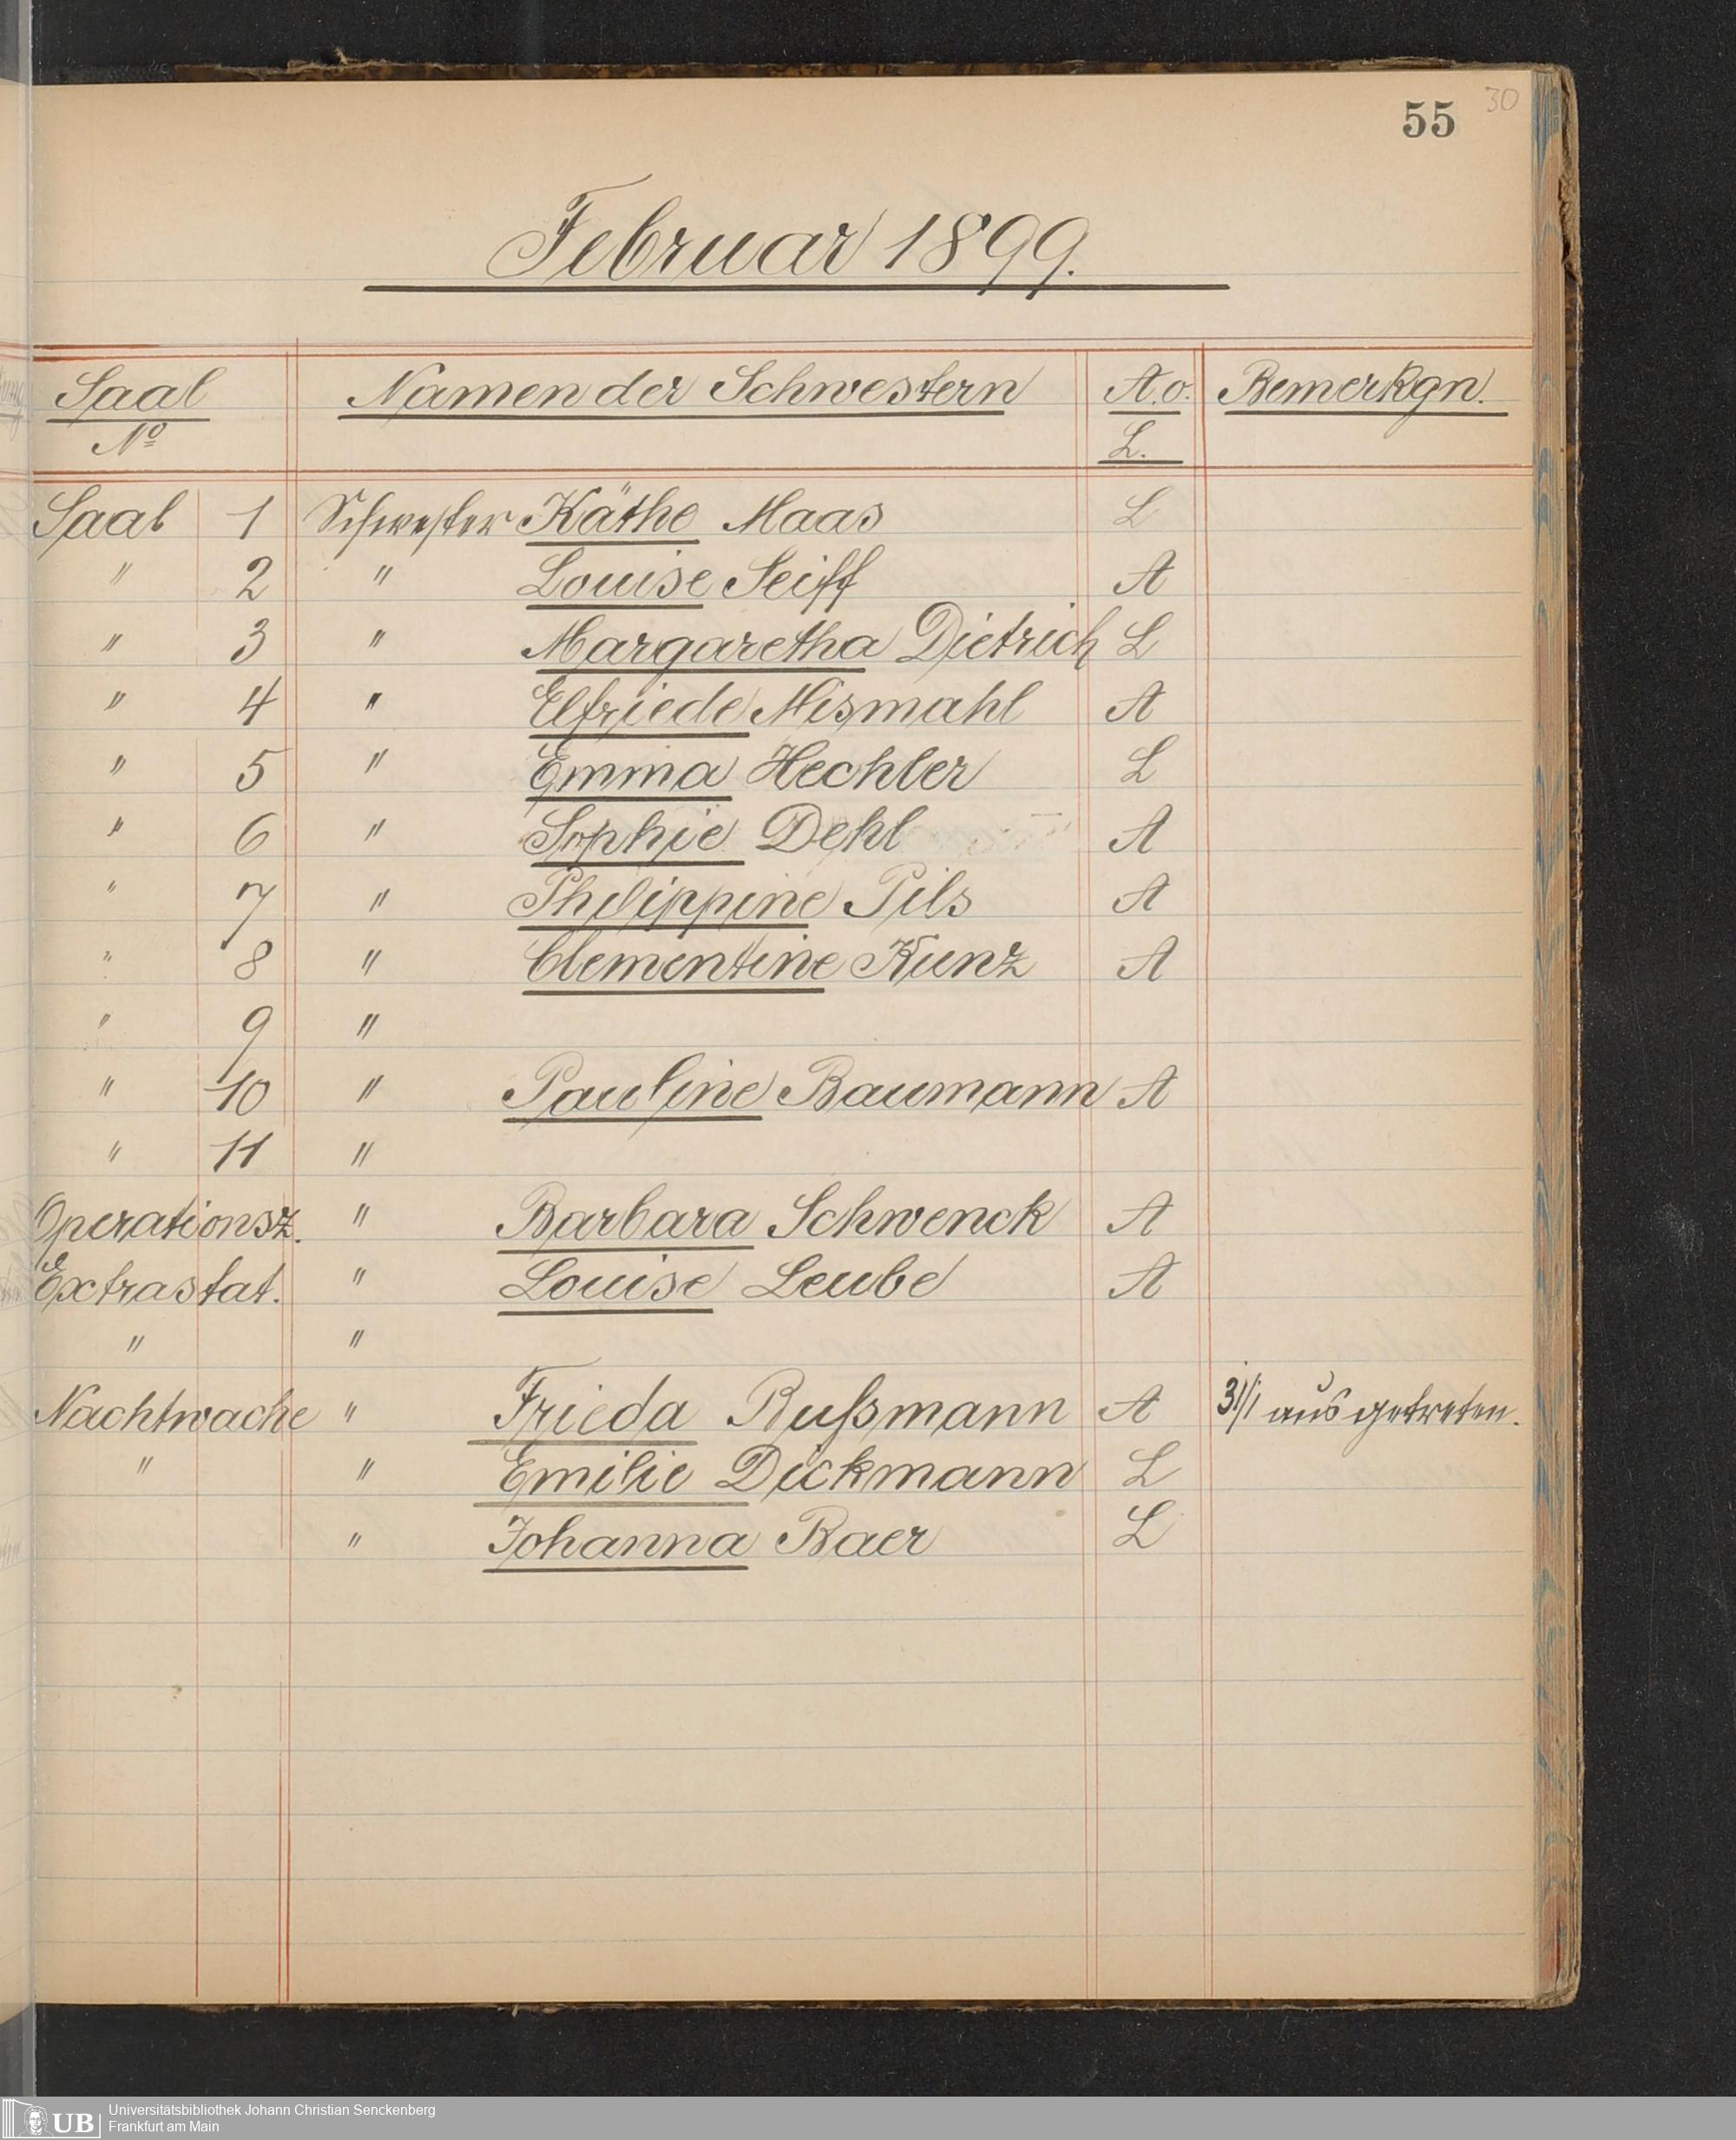 55 30
Februar 1899.
Saal Namen der Schwestern A. o. Bemerkgn.
No L.
Saal 1 Schwester Käthe Maas L
" 2 " Louise Seiff A
" 3 " Margaretha Dietrich L
" 4 " Elfriede Mismahl A
" 5 " Emma Hechler L
" 6 " Sophie Dehl A
" 7 " Philippine Pils A
" 8 " Clementine Kunz A
" 9 "
" 10 " Pauline Baumann A
" 11 "
Operationsz. " Barbara Schwenck A
Extrastat. " Louise Leube A
" "
Nachtwache " Frieda Rußmann A 31/1 ausgetreten.
" " Emilie Dickmann L
" Johanna Baer L
UB Universitätsbibliothek Johann Christian Senckenberg
Frankfurt am Main